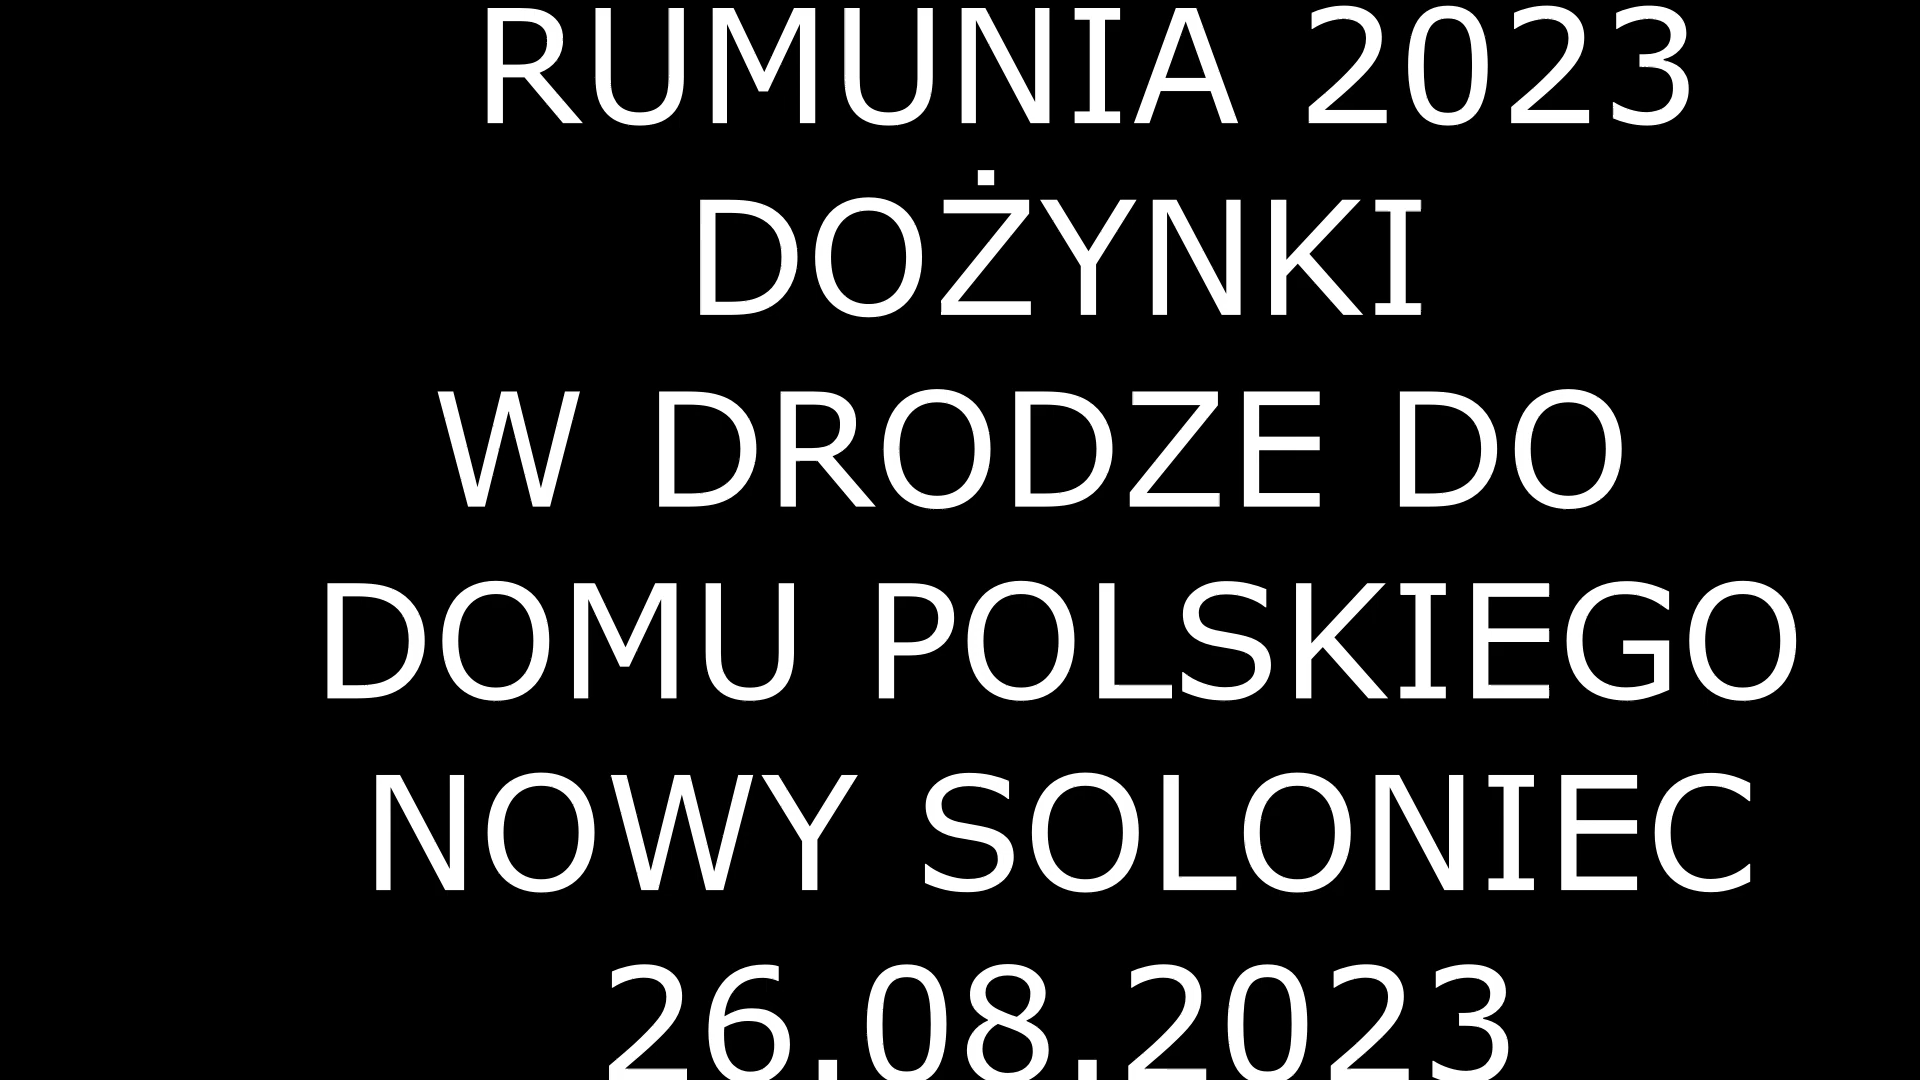 RUMUNIA 2023
DOŻYNKI
W DRODZE DO
DOMU POLSKIEGO
NOWY SOLONIEC
26.08.2023